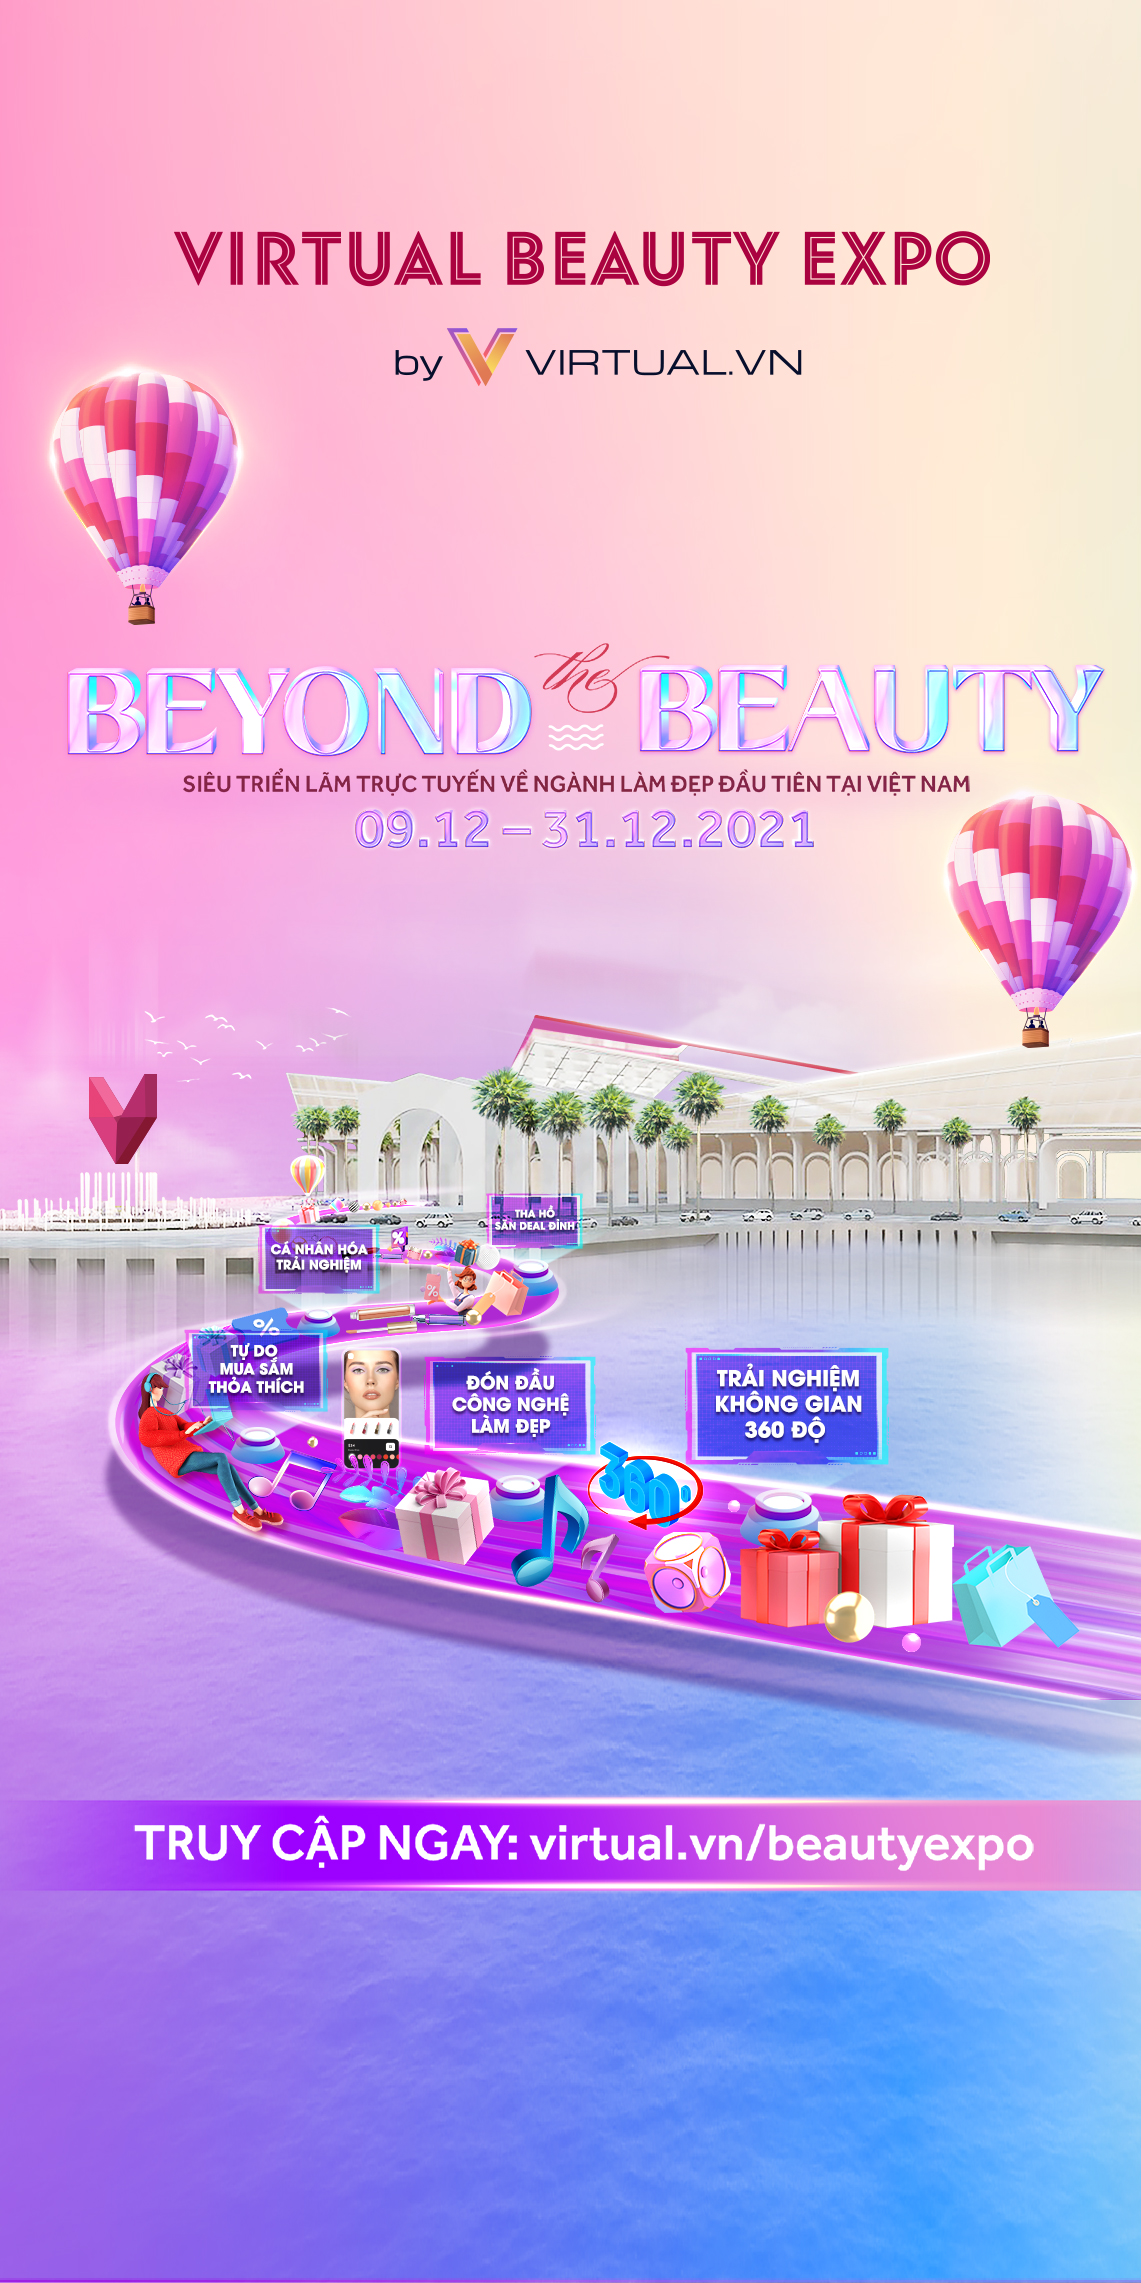 VIRTUAL BEAUTY EXPO
by VIRTUAL.VN
BEYOND the BEAUTY
SIÊU TRIỂN LÃM TRỰC TUYẾN VỀ NGÀNH LÀM ĐẸP ĐẦU TIÊN TẠI VIỆT NAM
09.12 – 31.12.2021
THẢ HỒ
SĂN DEAL ĐỈNH
CÁ NHÂN HÓA
TRẢI NGHIỆM
%
%
%
TỰ DO
MUA SẮM
THỎA THÍCH
ĐÓN ĐẦU
CÔNG NGHỆ
LÀM ĐẸP
TRẢI NGHIỆM
KHÔNG GIAN
360 ĐỘ
360
TRUY CẬP NGAY: virtual.vn/beautyexpo